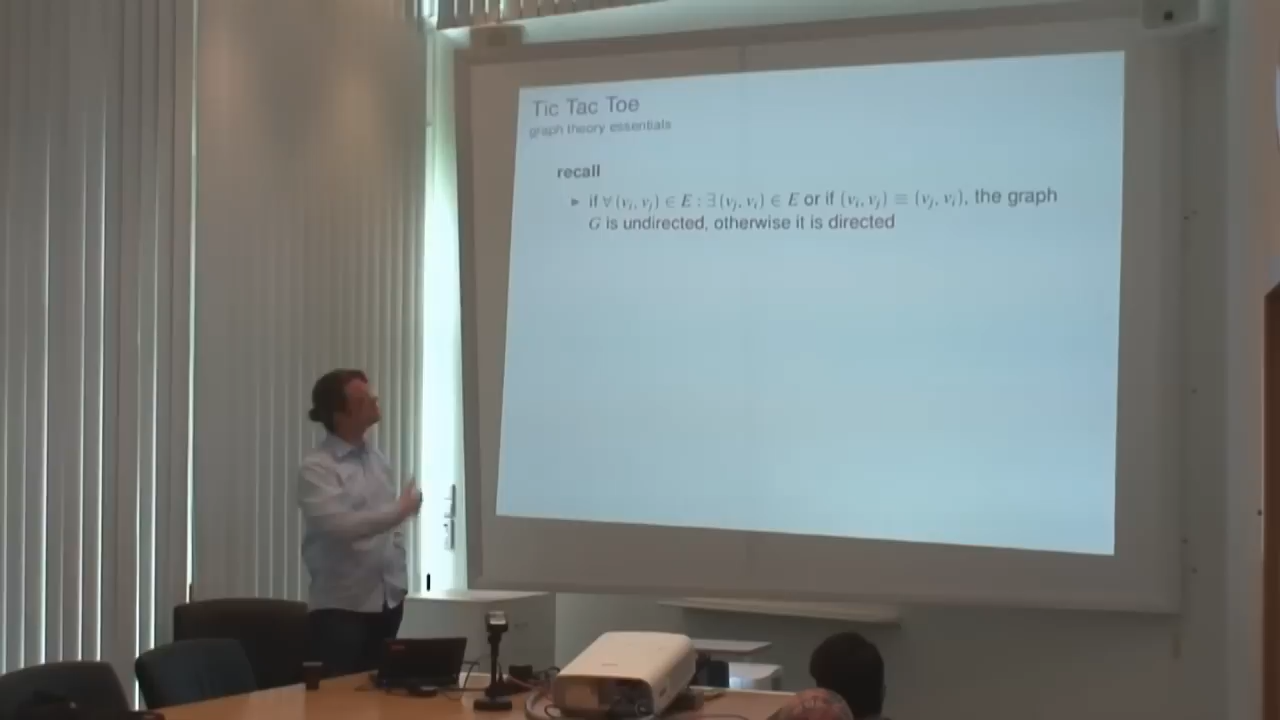 Tic Tac Toe
graph theory essentials
recall
► if ∀ (vᵢ, vⱼ) ∈ E : ∃ (vⱼ, vᵢ) ∈ E or if (vᵢ, vⱼ) ≡ (vⱼ, vᵢ), the graph
G is undirected, otherwise it is directed